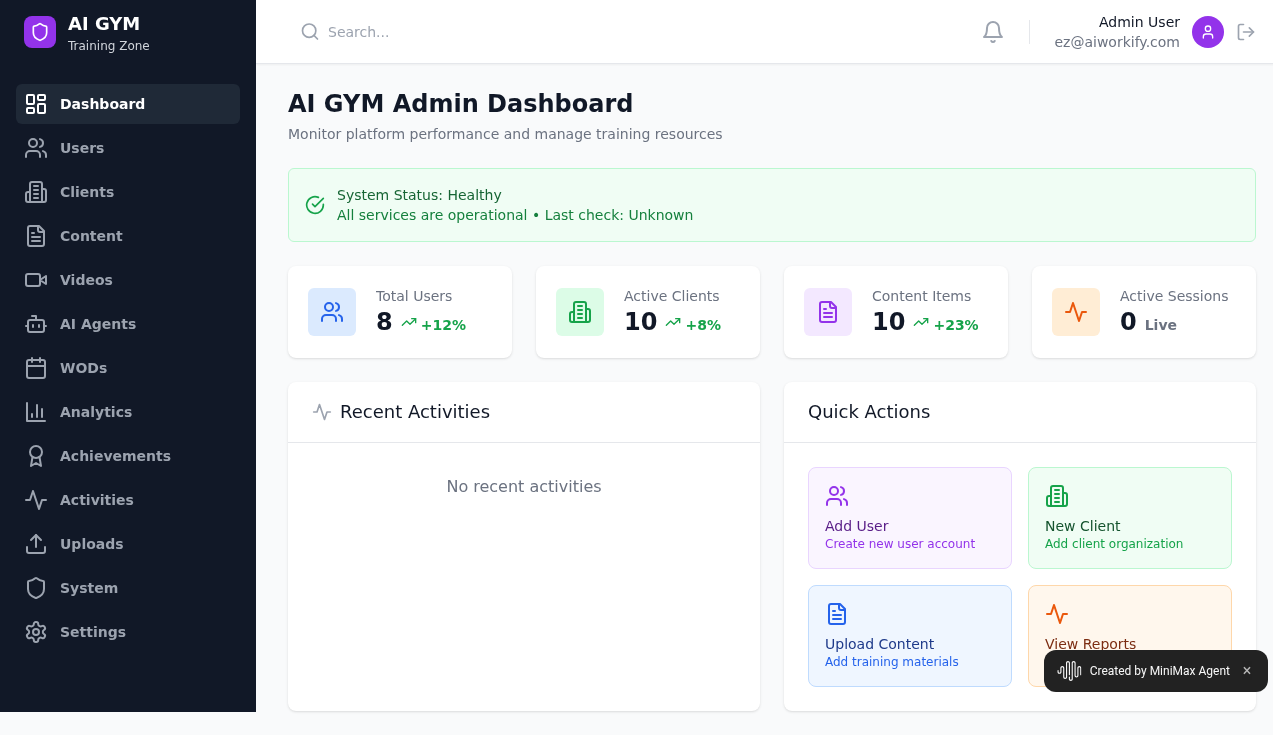 AI GYM
Training Zone
Search...
Admin User
ez@aiworkify.com
Dashboard
Users
Clients
Content
Videos
AI Agents
WODs
Analytics
Achievements
Activities
Uploads
System
Settings
AI GYM Admin Dashboard
Monitor platform performance and manage training resources
System Status: Healthy
All services are operational • Last check: Unknown
Total Users
8 +12%
Active Clients
10 +8%
Content Items
10 +23%
Active Sessions
0 Live
Recent Activities
No recent activities
Quick Actions
Add User
Create new user account
New Client
Add client organization
Upload Content
Add training materials
View Reports
Created by MiniMax Agent ×